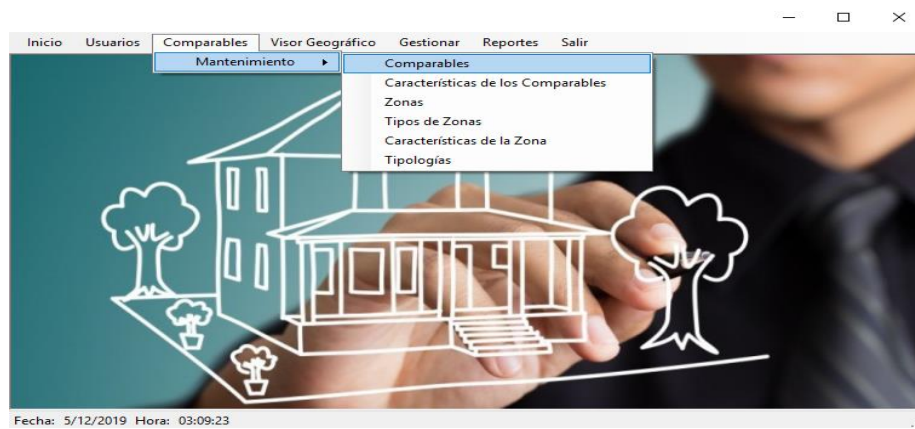 Inicio Usuarios Comparables Visor Geográfico Gestionar Reportes Salir
Mantenimiento
Comparables
Características de los Comparables
Zonas
Tipos de Zonas
Características de la Zona
Tipologías
Fecha: 5/12/2019 Hora: 03:09:23